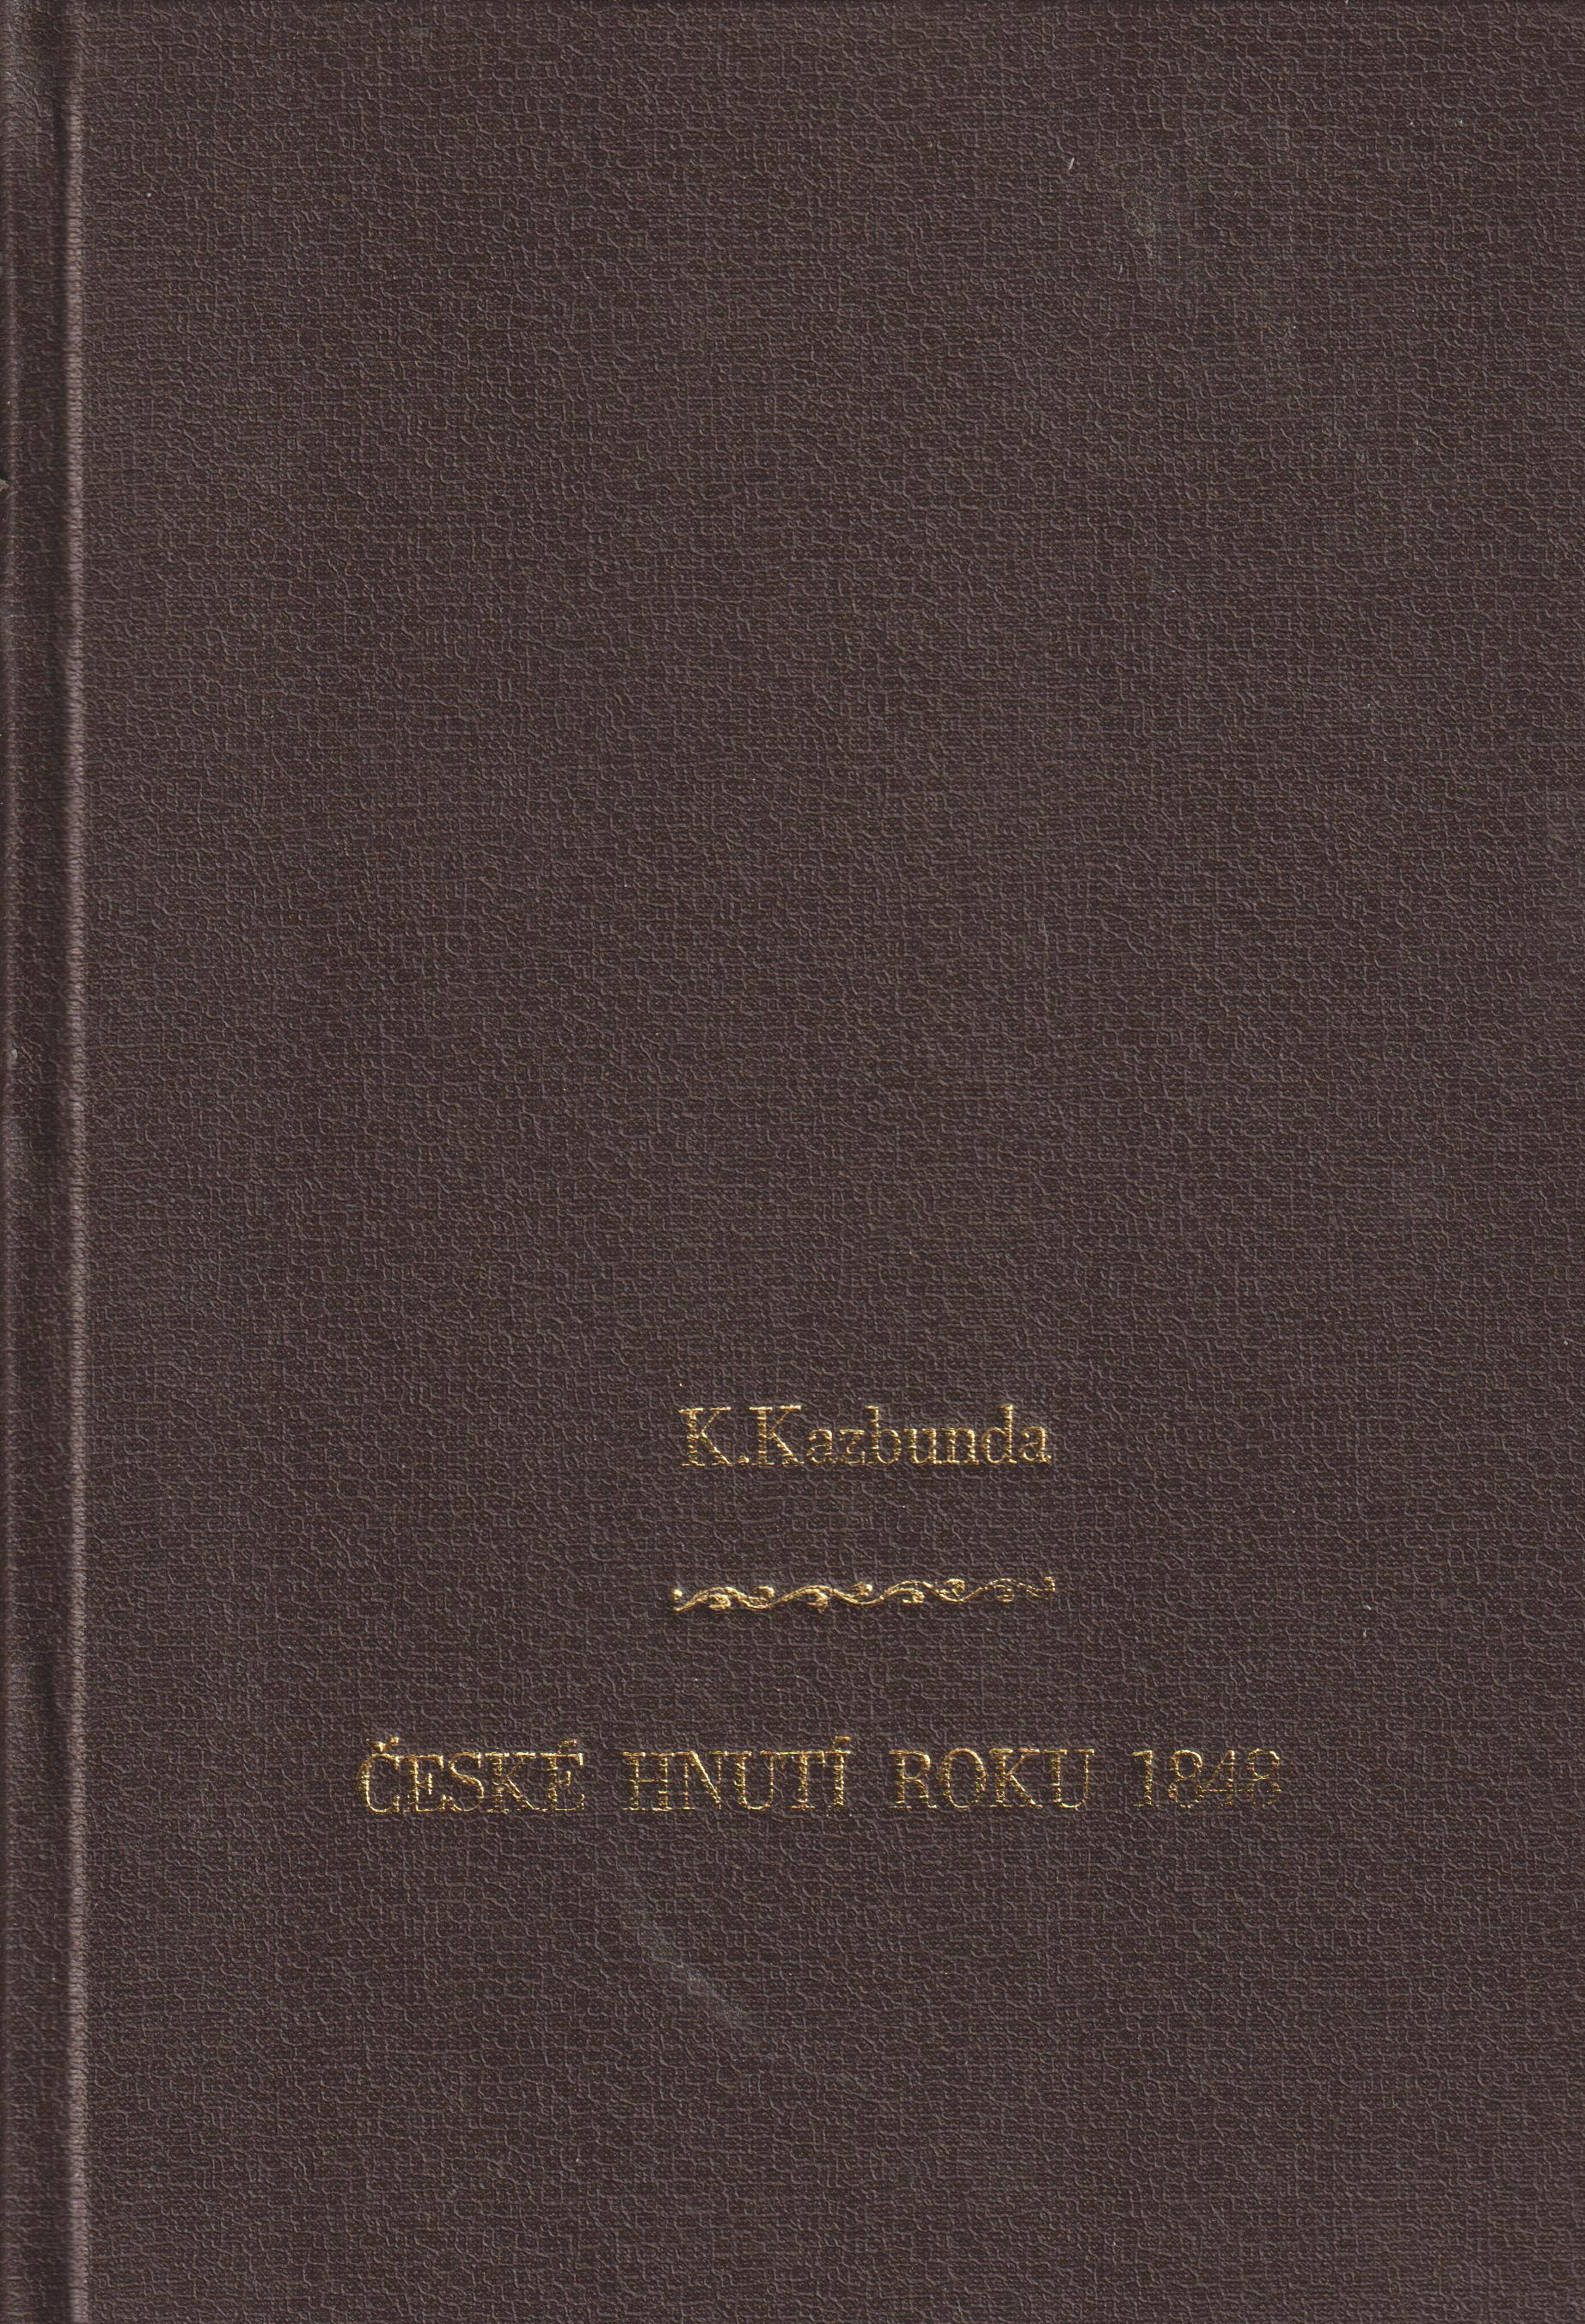 K.Kazbunda
ČESKÉ HNUTÍ ROKU 1848